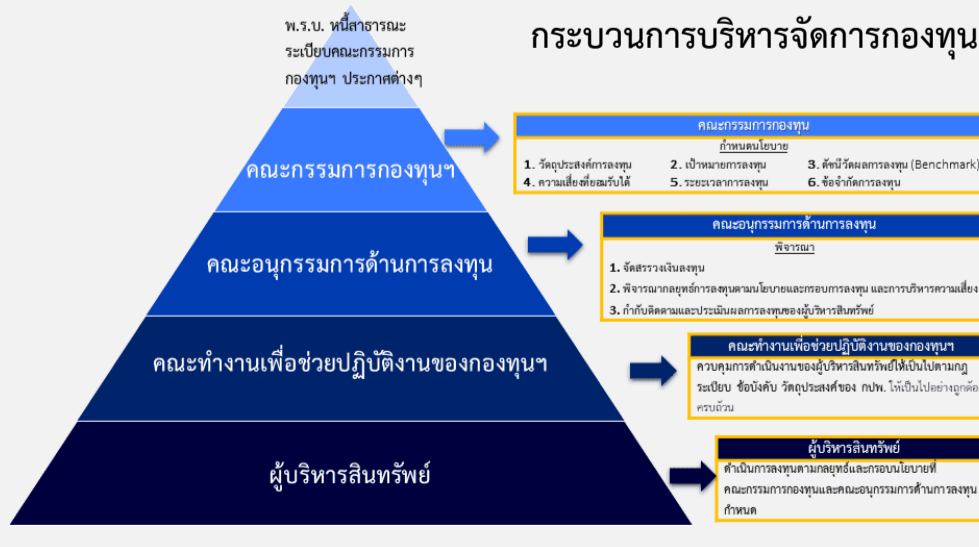 กระบวนการบริหารจัดการกองทุน
พ.ร.บ. หนี้สาธารณะ
ระเบียบคณะกรรมการ
กองทุนฯ ประกาศต่างๆ
คณะกรรมการกองทุนฯ
คณะกรรมการกองทุน
กำหนดนโยบาย
1. วัตถุประสงค์การลงทุน 2. เป้าหมายการลงทุน 3. ดัชนีวัดผลการลงทุน (Benchmark)
4. ความเสี่ยงที่ยอมรับได้ 5. ระยะเวลาการลงทุน 6. ข้อจำกัดการลงทุน
คณะอนุกรรมการด้านการลงทุน
คณะอนุกรรมการด้านการลงทุน
พิจารณา
1. จัดสรรวงเงินลงทุน
2. พิจารณากลยุทธ์การลงทุนตามนโยบายและกรอบการลงทุน และการบริหารความเสี่ยง
3. กำกับติดตามและประเมินผลการลงทุนของผู้บริหารสินทรัพย์
คณะทำงานเพื่อช่วยปฏิบัติงานของกองทุนฯ
คณะทำงานเพื่อช่วยปฏิบัติงานของกองทุนฯ
ควบคุมการดำเนินงานของผู้บริหารสินทรัพย์ให้เป็นไปตามกฎ
ระเบียบ ข้อบังคับ วัตถุประสงค์ของ กปพ. ให้เป็นไปอย่างถูกต้อ
ครบถ้วน
ผู้บริหารสินทรัพย์
ผู้บริหารสินทรัพย์
ดำเนินการลงทุนตามกลยุทธ์และกรอบนโยบายที่
คณะกรรมการกองทุนและคณะอนุกรรมการด้านการลงทุน
กำหนด